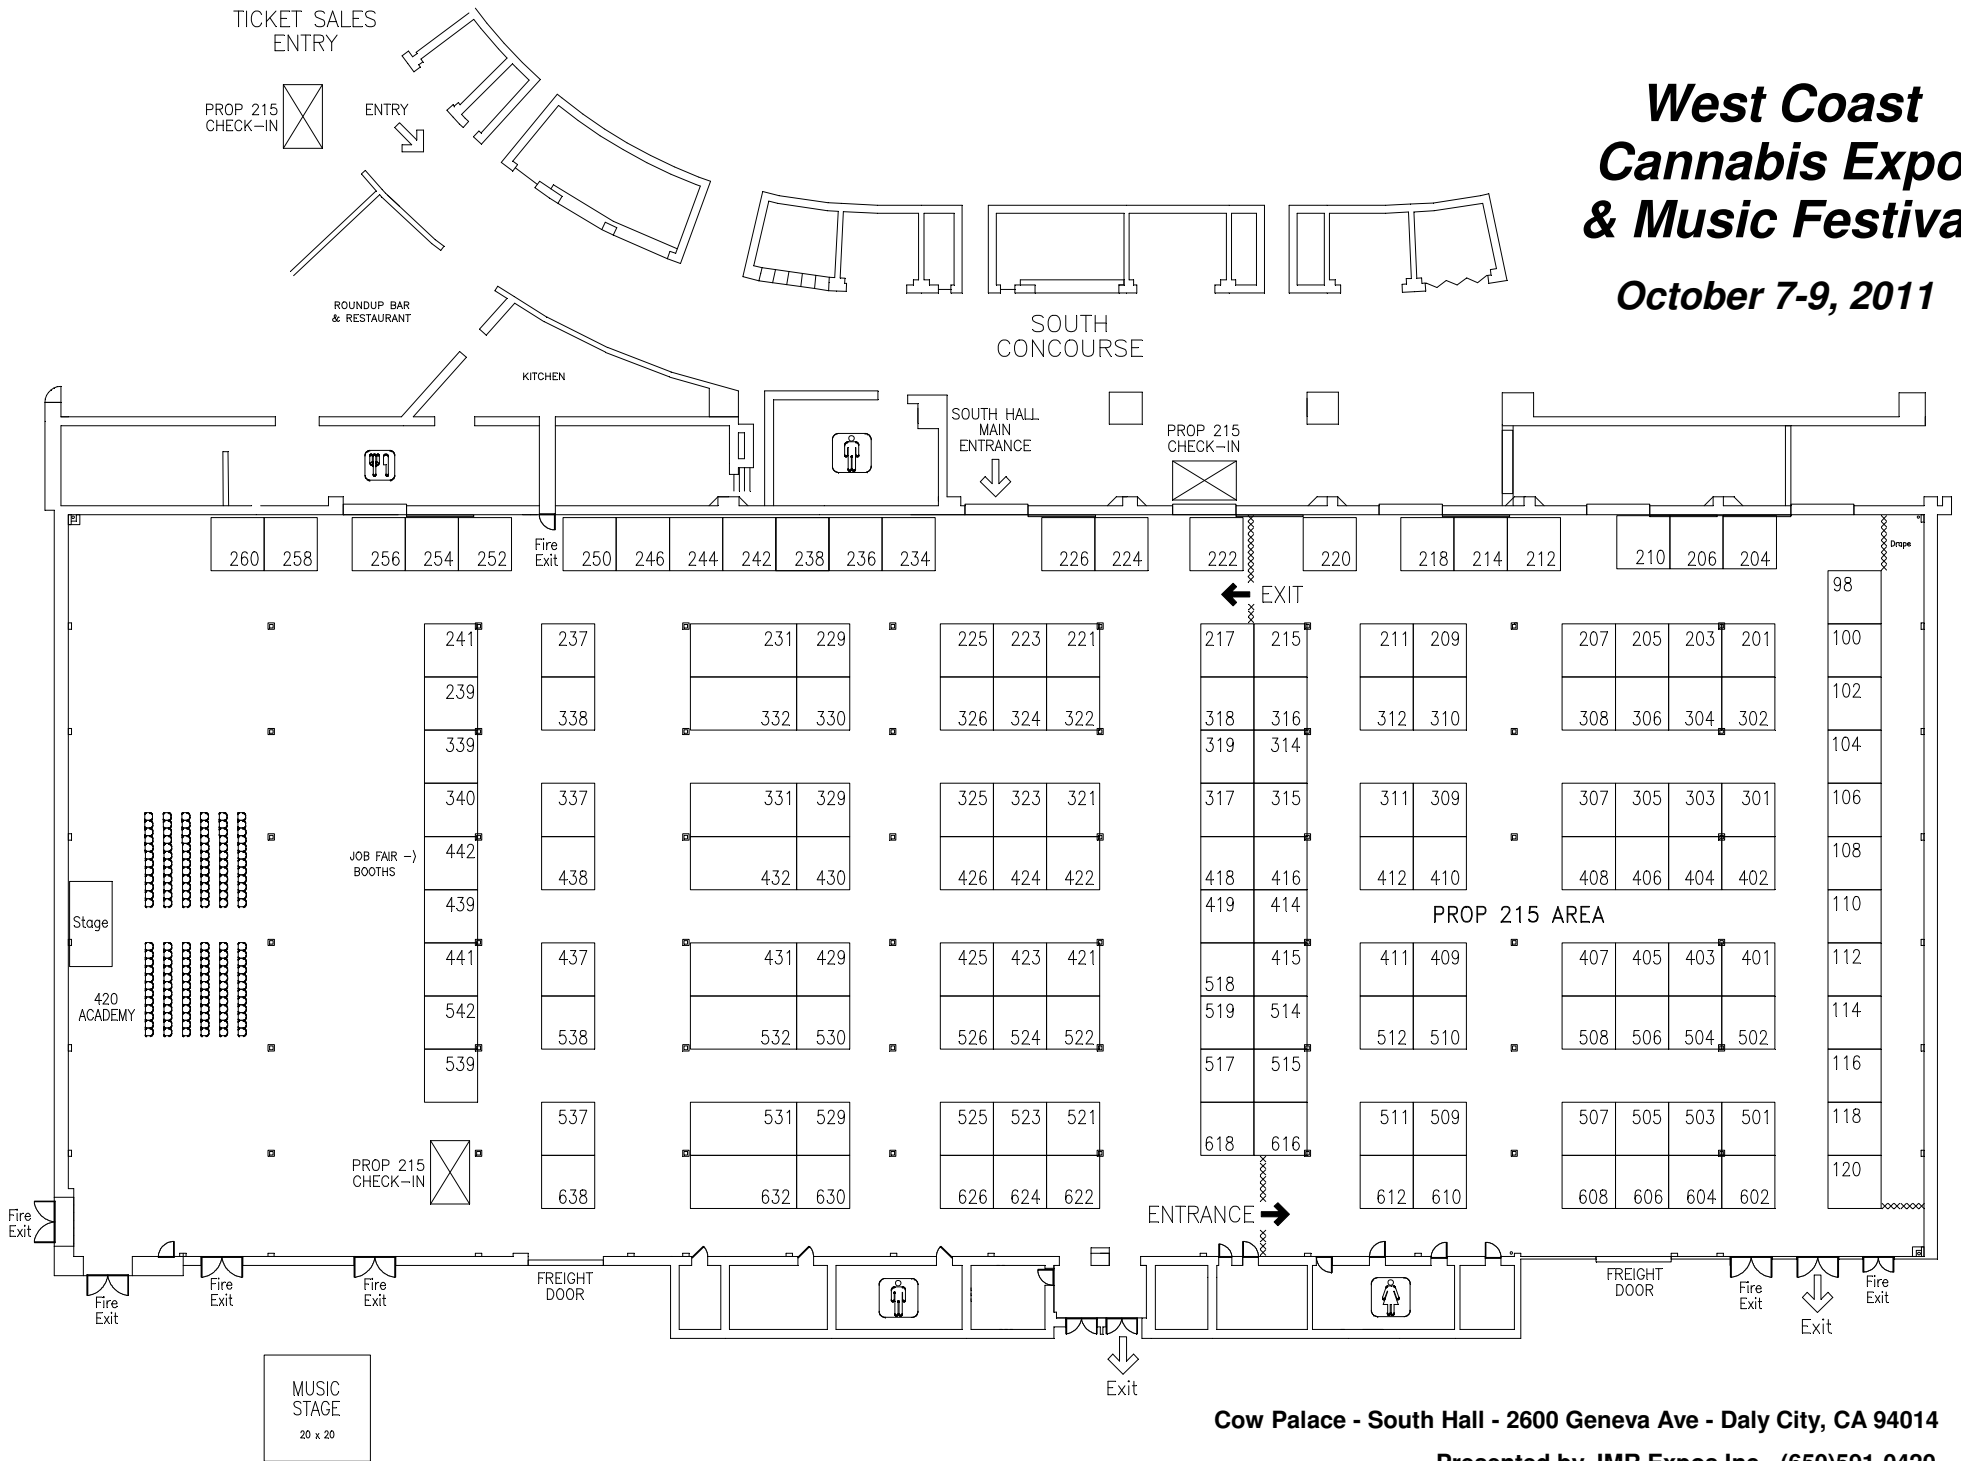 TICKET SALES
ENTRY
PROP 215
CHECK-IN
ENTRY
West Coast
Cannabis Expo
& Music Festiva
October 7-9, 2011
ROUNDUP BAR
& RESTAURANT
KITCHEN
SOUTH
CONCOURSE
SOUTH HALL
MAIN
ENTRANCE
PROP 215
CHECK-IN
260 258 256 254 252
Fire
Exit
250 246 244 242 238 236 234 226 224 222 220 218 214 212 210 206 204
Drape
EXIT
98
241 237 231 229 225 223 221 217 215 211 209 207 205 203 201 100
239 338 332 330 326 324 322 318 316 312 310 308 306 304 302 102
339 319 314 104
340 337 331 329 325 323 321 317 315 311 309 307 305 303 301 106
JOB FAIR ->
BOOTHS
442 438 432 430 426 424 422 418 416 412 410 408 406 404 402 108
439 419 414 110
PROP 215 AREA
Stage
441 437 431 429 425 423 421 518 415 411 409 407 405 403 401 112
420
ACADEMY
542 538 532 530 526 524 522 519 514 512 510 508 506 504 502 114
539 517 515 116
537 531 529 525 523 521 618 616 511 509 507 505 503 501 118
PROP 215
CHECK-IN
638 632 630 626 624 622 612 610 608 606 604 602 120
ENTRANCE
Fire
Exit
Fire
Exit
Fire
Exit
Fire
Exit
FREIGHT
DOOR
FREIGHT
DOOR
Fire
Exit
Exit
Fire
Exit
Exit
MUSIC
STAGE
20 x 20
Cow Palace - South Hall - 2600 Geneva Ave - Daly City, CA 94014
Presented by JMR Expos Inc - (650)591-0420